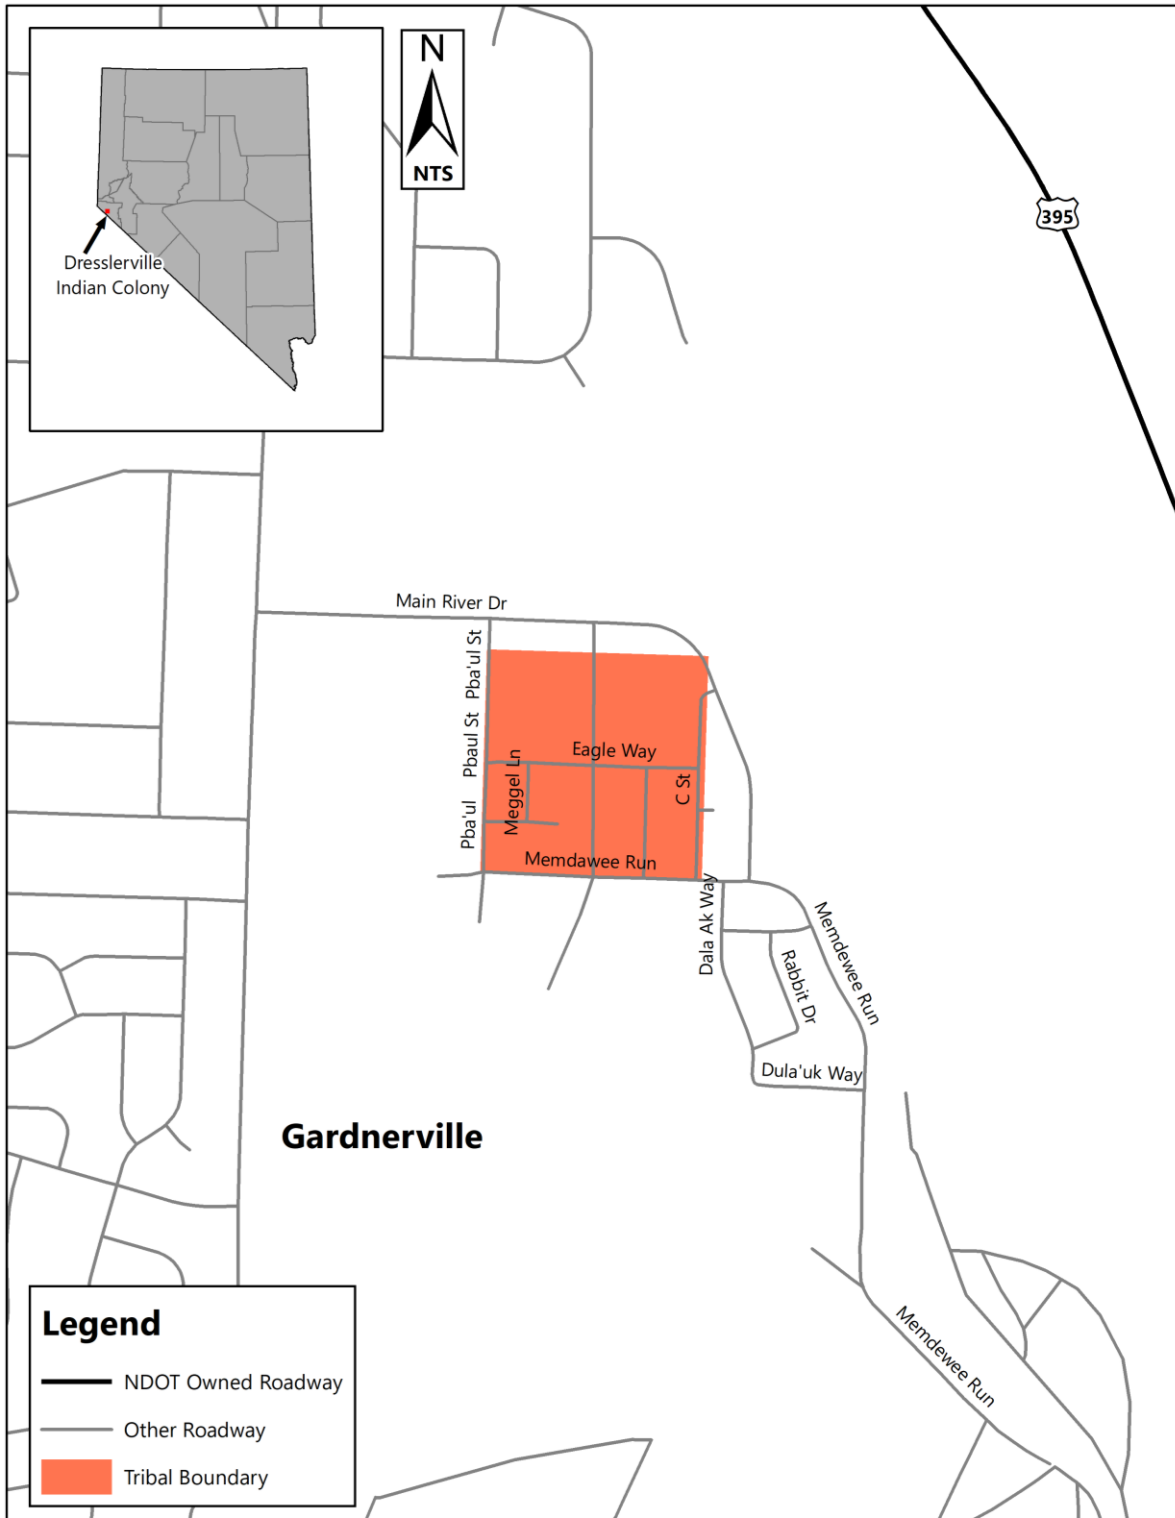 N
NTS
395
Dresslerville
Indian Colony
Main River Dr
Pba'ul St
Pbaul St
Eagle Way
Meggel Ln
C St
Pba'ul
Memdawee Run
Dala Ak Way
Memdewee Run
Rabbit Dr
Dula'uk Way
Gardnerville
Memdewee Run
Legend
NDOT Owned Roadway
Other Roadway
Tribal Boundary